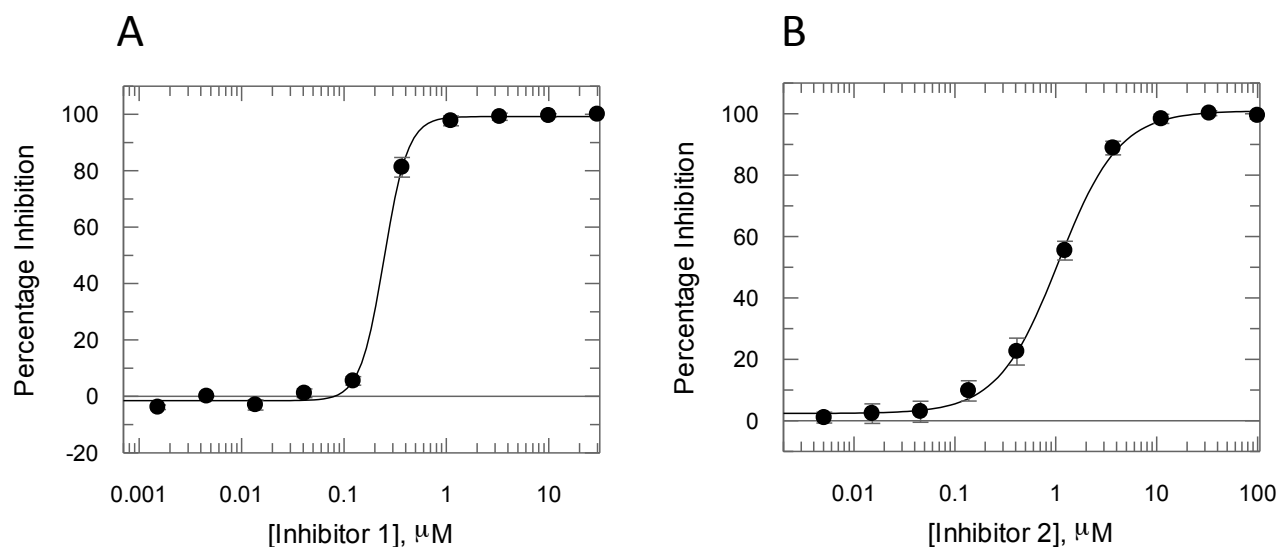 A
B
Percentage Inhibition
100
80
60
40
20
0
-20
0.001 0.01 0.1 1 10
[Inhibitor 1], μM
Percentage Inhibition
100
80
60
40
20
0
0.01 0.1 1 10 100
[Inhibitor 2], μM